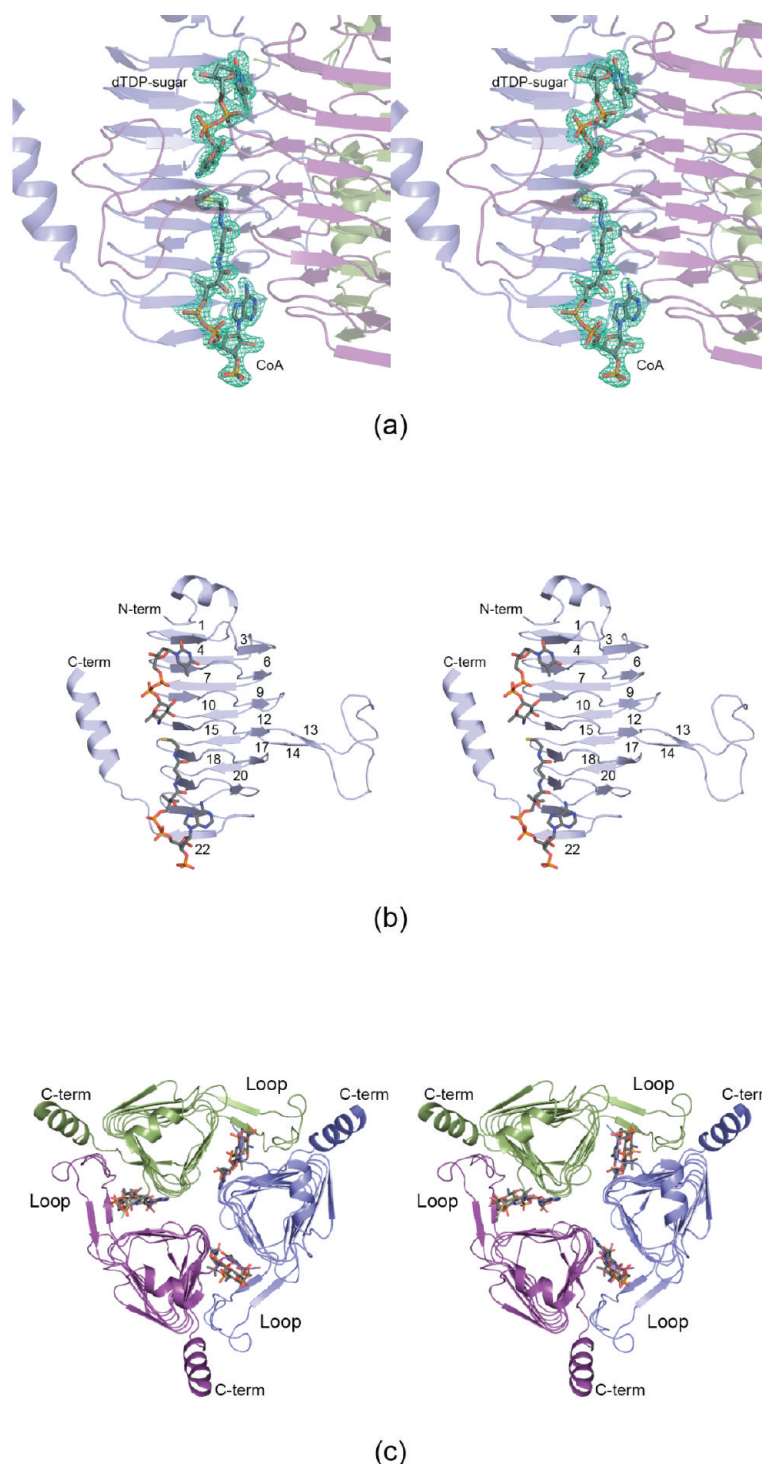 dTDP-sugar
dTDP-sugar
CoA
CoA
(a)
N-term
N-term
1
1
3
3
4
4
C-term
C-term
6
6
7
7
9
9
10
10
12
13
12
13
15
15
17
14
17
14
18
18
20
20
22
22
(b)
Loop
Loop
C-term
C-term
C-term
C-term
Loop
Loop
Loop
Loop
C-term
C-term
(c)